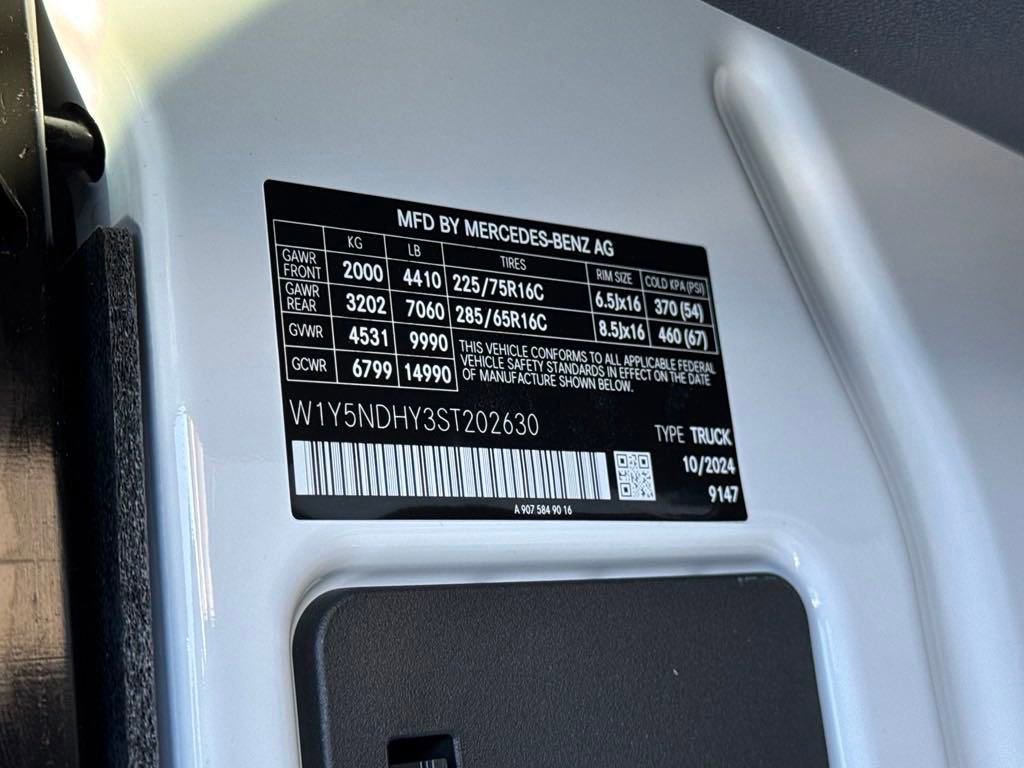 MFD BY MERCEDES-BENZ AG
KG LB TIRES RIM SIZE COLD KPA (PSI)
GAWR FRONT 2000 4410 225/75R16C 6.5Jx16 370 (54)
GAWR REAR 3202 7060 285/65R16C 8.5Jx16 460 (67)
GVWR 4531 9990
GCWR 6799 14990
THIS VEHICLE CONFORMS TO ALL APPLICABLE FEDERAL
VEHICLE SAFETY STANDARDS IN EFFECT ON THE DATE
OF MANUFACTURE SHOWN BELOW.
W1Y5NDHY3ST202630
TYPE TRUCK
10/2024
9147
A 907 584 90 16